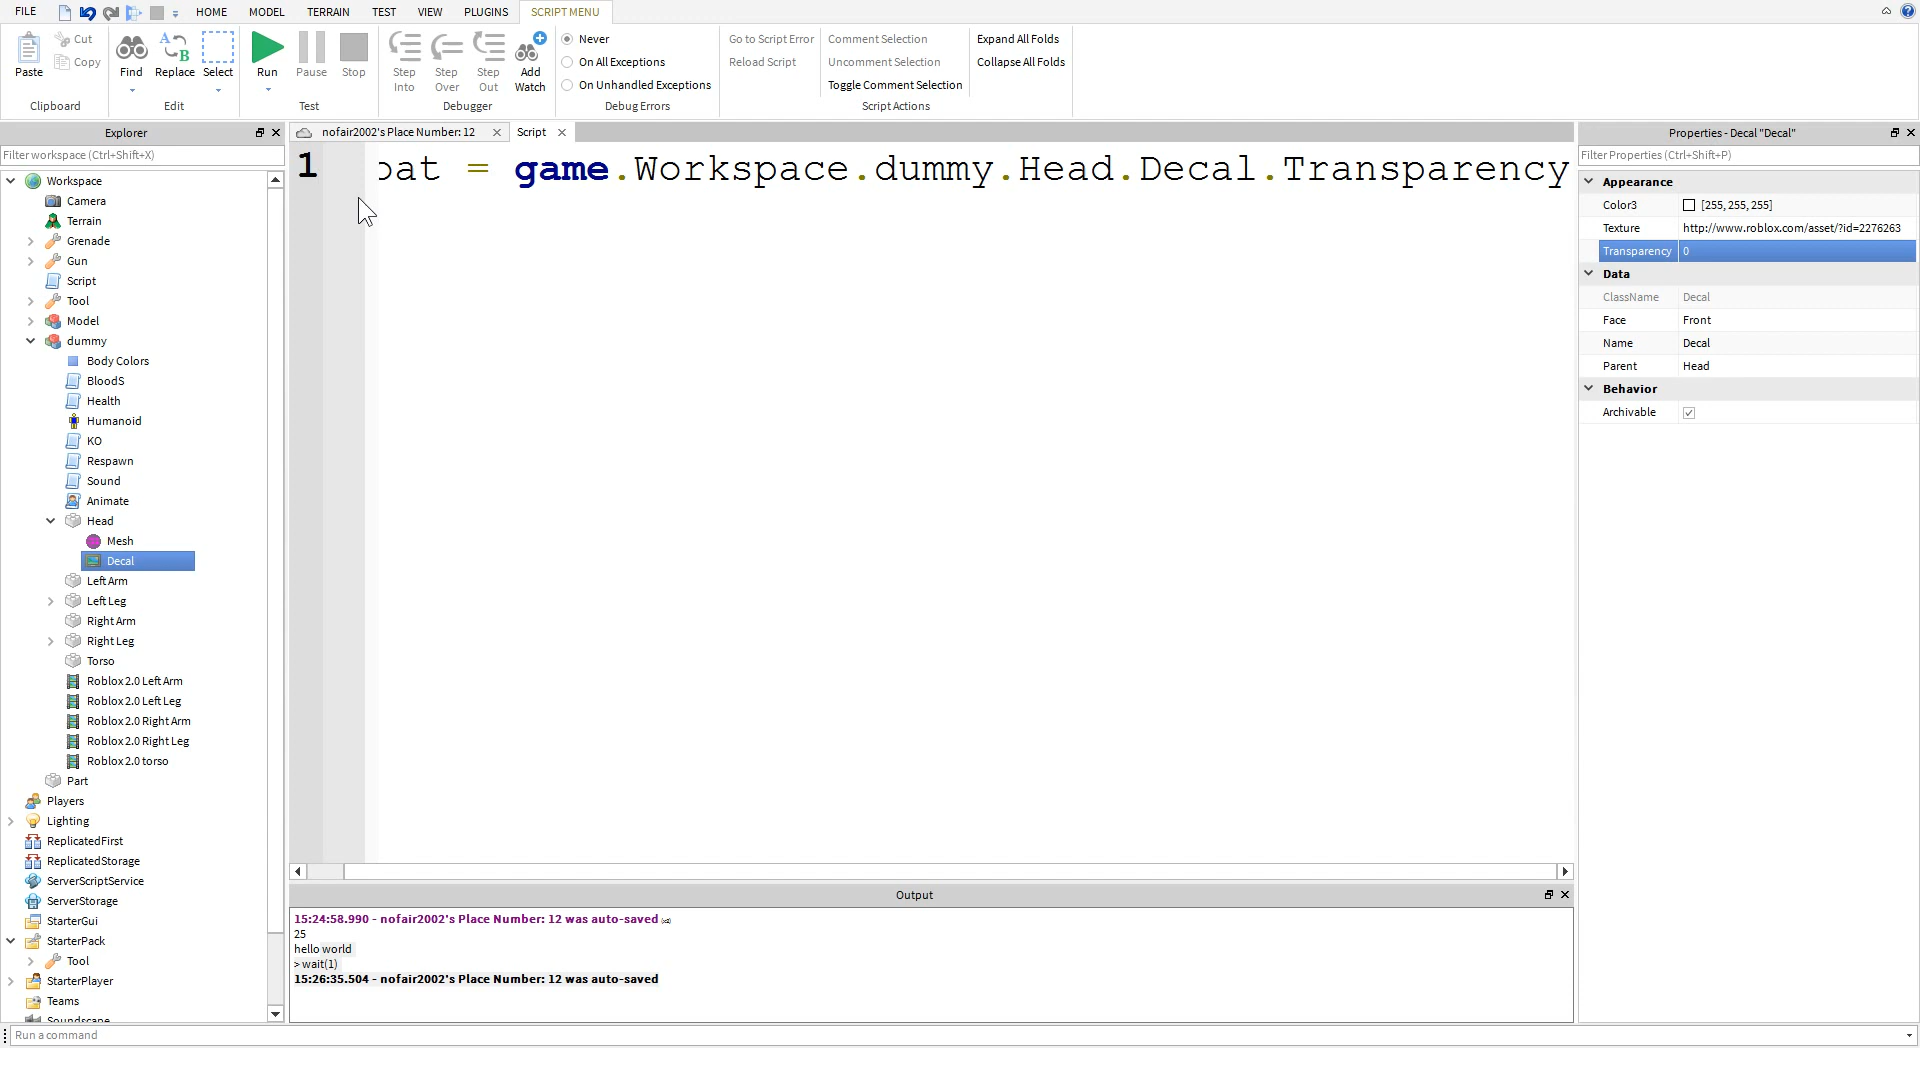 FILE HOME MODEL TERRAIN TEST VIEW PLUGINS SCRIPT MENU
Paste Cut Copy
Clipboard
Find Replace Select
Edit
Run Pause Stop
Test
Step Into Step Over Step Out Add Watch
Debugger
Never
On All Exceptions
On Unhandled Exceptions
Debug Errors
Go to Script Error
Reload Script
Comment Selection
Uncomment Selection
Toggle Comment Selection
Expand All Folds
Collapse All Folds
Script Actions
Explorer
Filter workspace (Ctrl+Shift+X)
Workspace
Camera
Terrain
Grenade
Gun
Script
Tool
Model
dummy
Body Colors
BloodS
Health
Humanoid
KO
Respawn
Sound
Animate
Head
Mesh
Decal
Left Arm
Left Leg
Right Arm
Right Leg
Torso
Roblox 2.0 Left Arm
Roblox 2.0 Left Leg
Roblox 2.0 Right Arm
Roblox 2.0 Right Leg
Roblox 2.0 torso
Part
Players
Lighting
ReplicatedFirst
ReplicatedStorage
ServerScriptService
ServerStorage
StarterGui
StarterPack
Tool
StarterPlayer
Teams
Soundscape
nofair2002's Place Number: 12 Script
1 oat = game.Workspace.dummy.Head.Decal.Transparency
Output
15:24:58.990 - nofair2002's Place Number: 12 was auto-saved
25
hello world
> wait(1)
15:26:35.504 - nofair2002's Place Number: 12 was auto-saved
Properties - Decal "Decal"
Filter Properties (Ctrl+Shift+P)
Appearance
Color3 [255, 255, 255]
Texture http://www.roblox.com/asset/?id=2276263
Transparency 0
Data
ClassName Decal
Face Front
Name Decal
Parent Head
Behavior
Archivable
Run a command